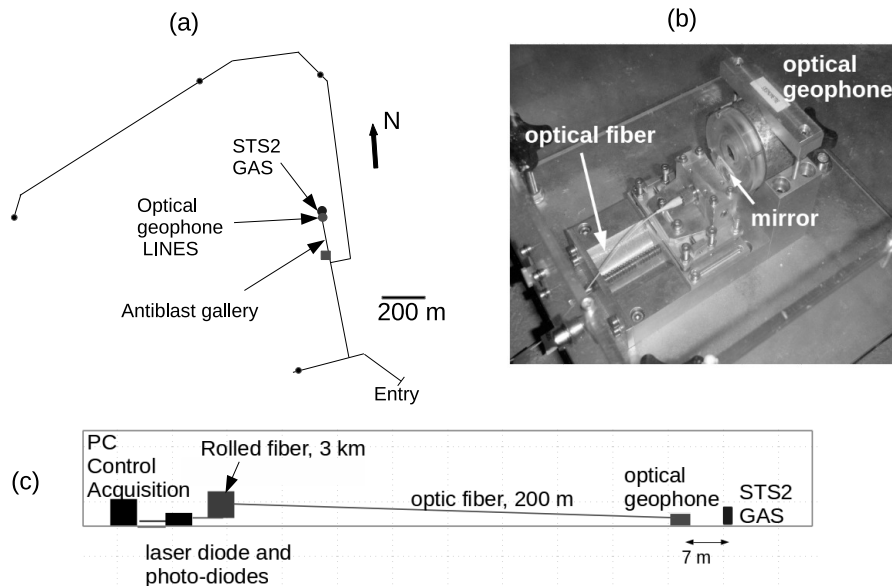 (a)
N
STS2
GAS
Optical
geophone
LINES
Antiblast gallery
200 m
Entry
(b)
optical
geophone
optical fiber
mirror
(c)
PC
Control
Acquisition
Rolled fiber, 3 km
optic fiber, 200 m
optical
geophone
STS2
GAS
7 m
laser diode and
photo-diodes